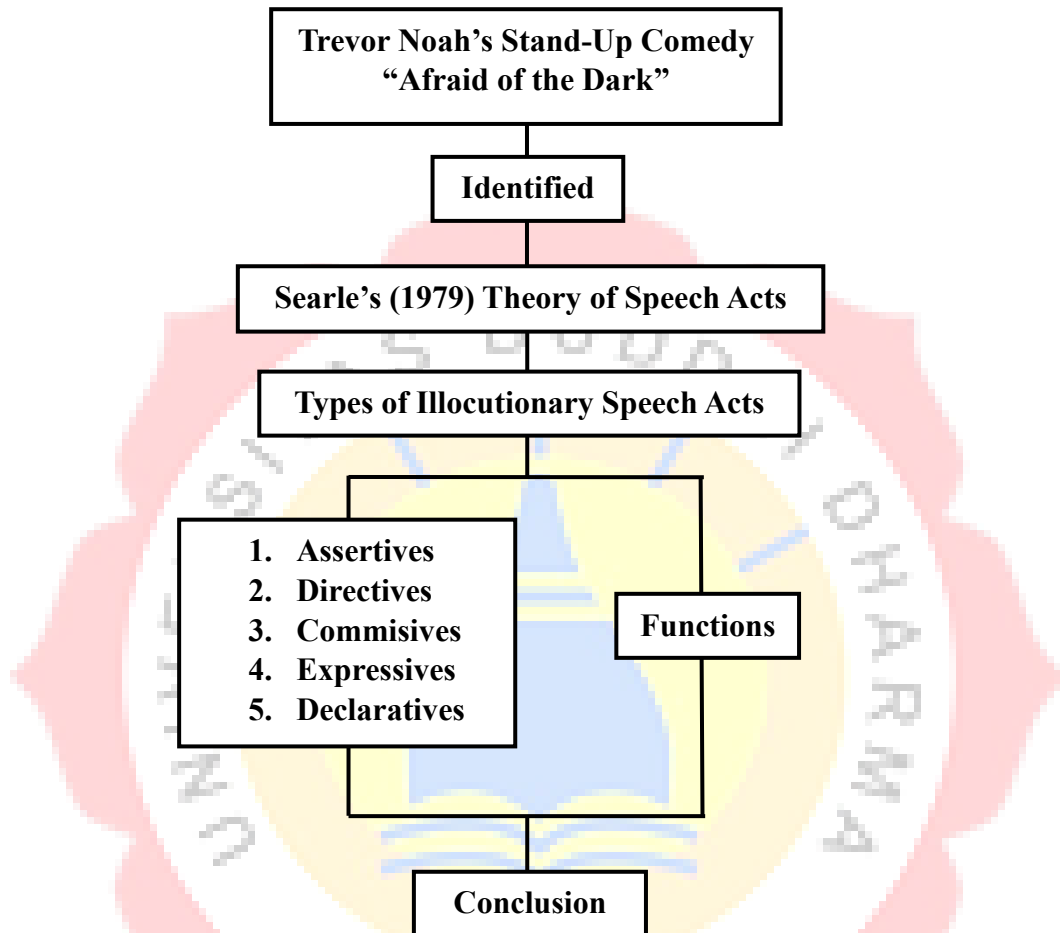 Trevor Noah’s Stand-Up Comedy
“Afraid of the Dark”
Identified
Searle’s (1979) Theory of Speech Acts
Types of Illocutionary Speech Acts
1. Assertives
2. Directives
3. Commisives
4. Expressives
5. Declaratives
Functions
Conclusion
DHARMA